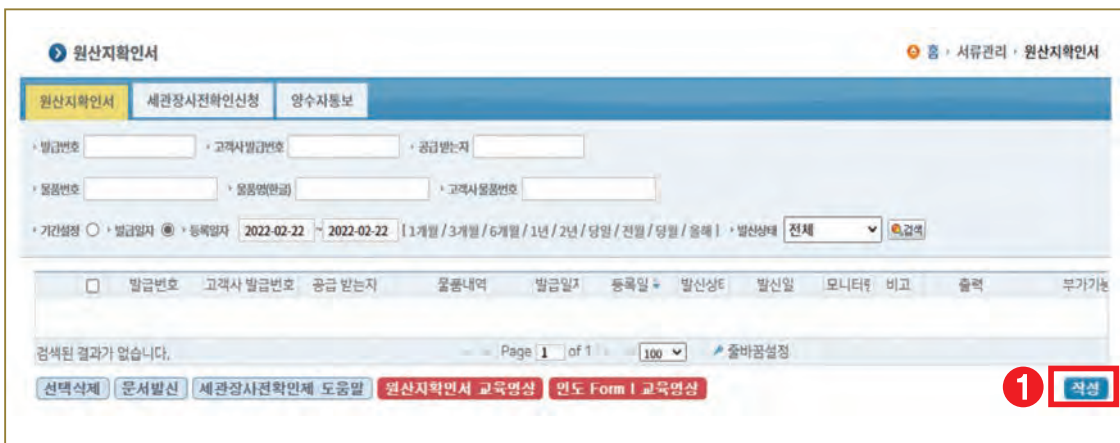 원산지확인서
홈 › 서류관리 › 원산지확인서
원산지확인서 세관장사전확인신청 양수자통보
발급번호 고객사발급번호 공급받는자
물품번호 물품명(한글) 고객사물품번호
기간설정 발급일자 등록일자 2022-02-22 ~ 2022-02-22 [1개월/3개월/6개월/1년/2년/당일/전월/당월/올해] 발신상태 전체 검색
발급번호 고객사 발급번호 공급 받는자 물품내역 발급일자 등록일 발신상태 발신일 모니터링 비고 출력 부가기능
검색된 결과가 없습니다. Page 1 of 1 100 줄바꿈설정
선택삭제 문서발신 세관장사전확인제 도움말 원산지확인서 교육영상 인도 Form I 교육영상 1 작성